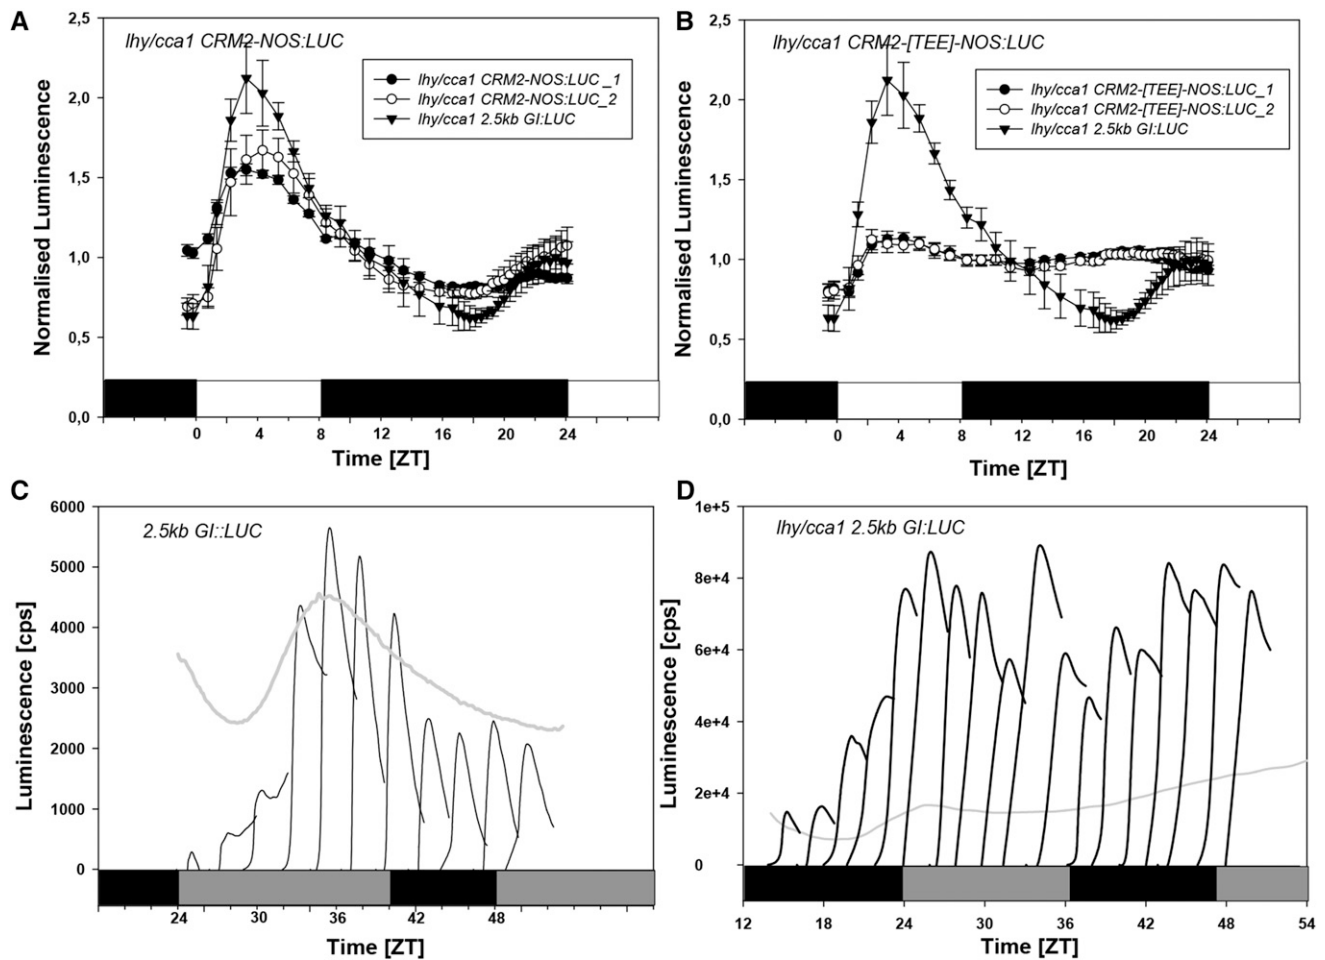 A
lhy/cca1 CRM2-NOS:LUC
lhy/cca1 CRM2-NOS:LUC _1
lhy/cca1 CRM2-NOS:LUC_2
lhy/cca1 2.5kb GI:LUC
Normalised Luminescence
2,5
2,0
1,5
1,0
0,5
0,0
0 4 8 12 16 20 24
Time [ZT]
B
lhy/cca1 CRM2-[TEE]-NOS:LUC
lhy/cca1 CRM2-[TEE]-NOS:LUC_1
lhy/cca1 CRM2-[TEE]-NOS:LUC_2
lhy/cca1 2.5kb GI:LUC
Normalised Luminescence
2,5
2,0
1,5
1,0
0,5
0,0
0 4 8 12 16 20 24
Time [ZT]
C
2.5kb GI::LUC
Luminescence [cps]
6000
5000
4000
3000
2000
1000
0
24 30 36 42 48
Time [ZT]
D
lhy/cca1 2.5kb GI:LUC
Luminescence [cps]
1e+5
8e+4
6e+4
4e+4
2e+4
0
12 18 24 30 36 42 48 54
Time [ZT]